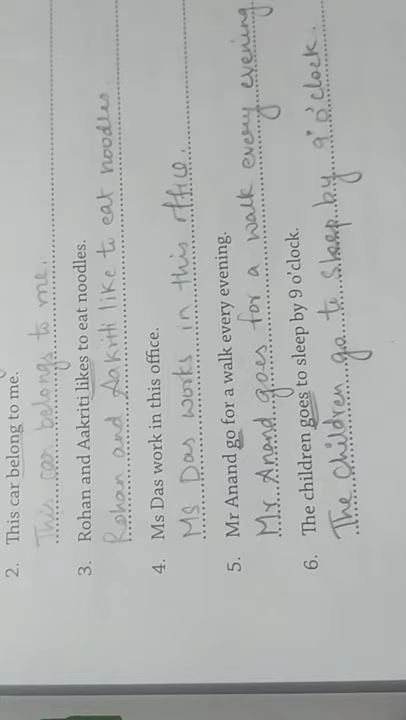 2. This car belong to me.
This car belongs to me.
3. Rohan and Aakriti likes to eat noodles.
Rohan and Aakriti like to eat noodles.
4. Ms Das work in this office.
Ms Das works in this office.
5. Mr Anand go for a walk every evening.
Mr. Anand goes for a walk every evening.
6. The children goes to sleep by 9 o'clock.
The children go to sleep by 9 o'clock.